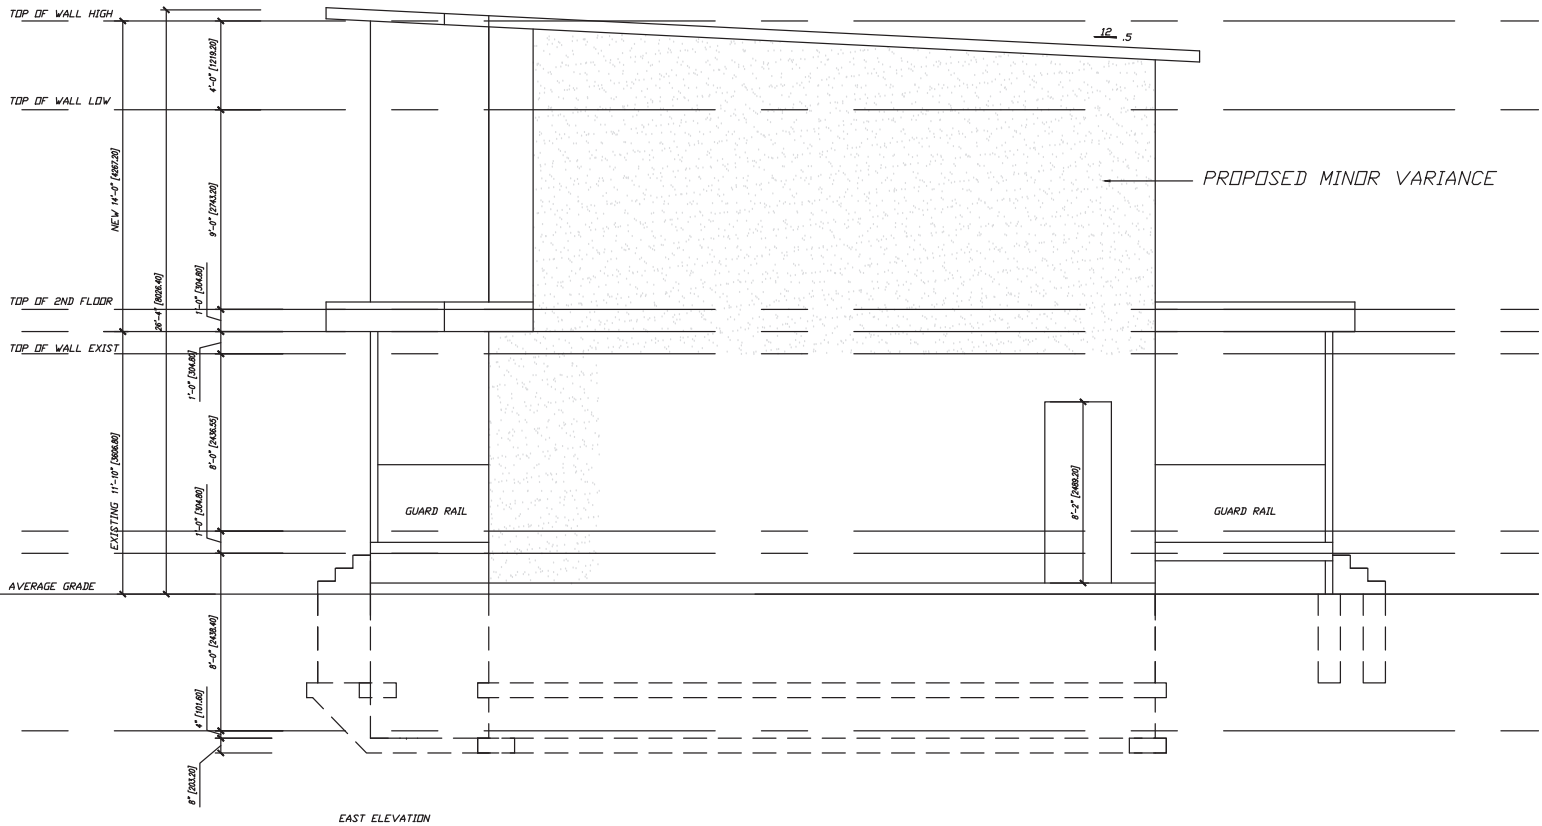 TOP OF WALL HIGH
12
.5
4'-0" [1219.20]
TOP OF WALL LOW
NEW 14'-0" [4267.20]
9'-0" [2743.20]
PROPOSED MINOR VARIANCE
26'-4" [8026.40]
1'-0" [304.80]
TOP OF 2ND FLOOR
TOP OF WALL EXIST
1'-0" [304.80]
8'-0" [2436.55]
EXISTING 11'-10" [3606.80]
1'-0" [304.80]
GUARD RAIL
8'-2" [2489.20]
GUARD RAIL
AVERAGE GRADE
8'-0" [2438.40]
4" [101.60]
8" [203.20]
EAST ELEVATION